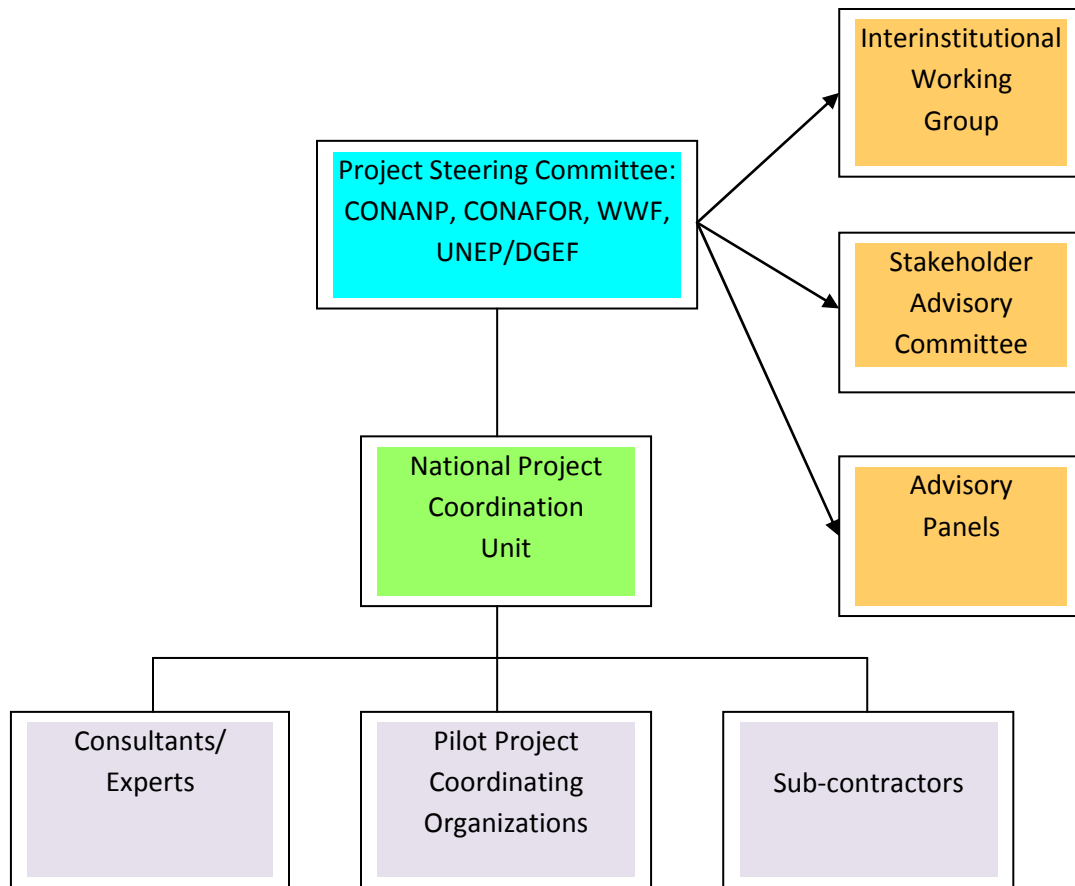 Interinstitutional
Working
Group
Project Steering Committee:
CONANP, CONAFOR, WWF,
UNEP/DGEF
Stakeholder
Advisory
Committee
National Project
Coordination
Unit
Advisory
Panels
Consultants/
Experts
Pilot Project
Coordinating
Organizations
Sub-contractors